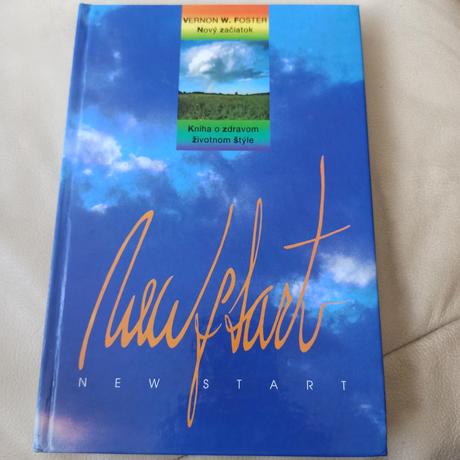 VERNON W. FOSTER
Nový začiatok
Kniha o zdravom
životnom štýle
New Start
NEW START